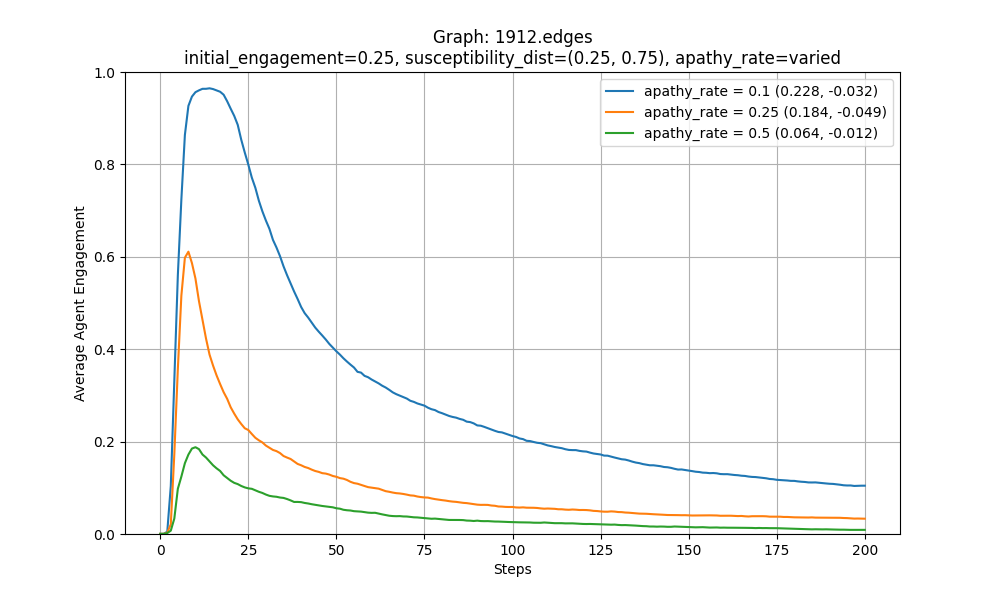 Graph: 1912.edges
initial_engagement=0.25, susceptibility_dist=(0.25, 0.75), apathy_rate=varied
apathy_rate = 0.1 (0.228, -0.032)
apathy_rate = 0.25 (0.184, -0.049)
apathy_rate = 0.5 (0.064, -0.012)
Average Agent Engagement
1.0
0.8
0.6
0.4
0.2
0.0
0 25 50 75 100 125 150 175 200
Steps